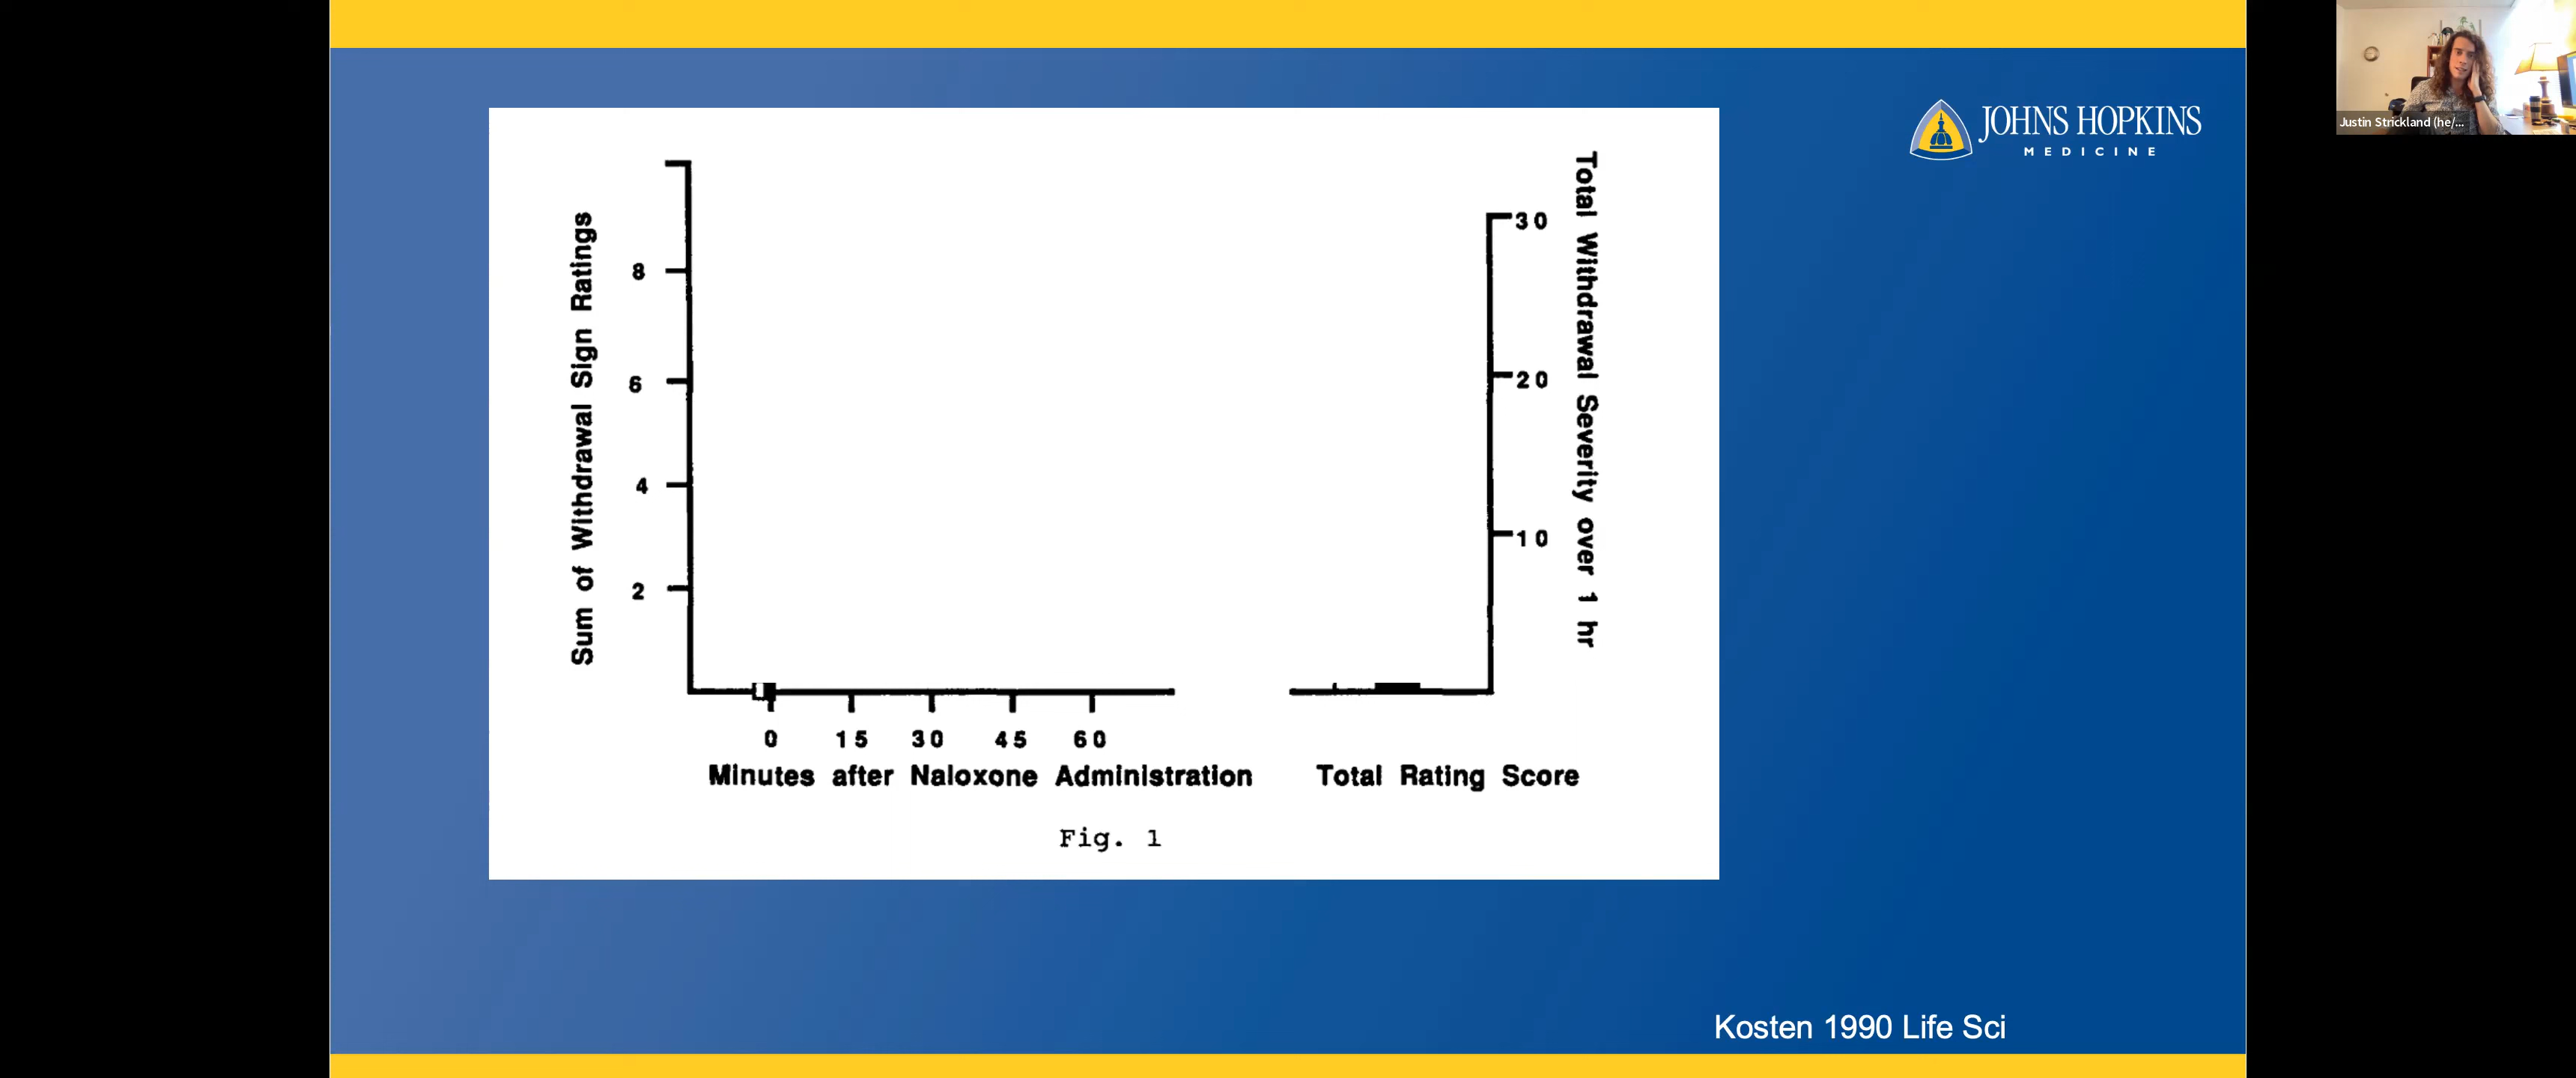 JOHNS HOPKINS
MEDICINE
Justin Strickland (he/...
Sum of Withdrawal Sign Ratings
8
6
4
2
0 15 30 45 60
Minutes after Naloxone Administration
30
20
10
Total Withdrawal Severity over 1 hr
Total Rating Score
Fig. 1
Kosten 1990 Life Sci